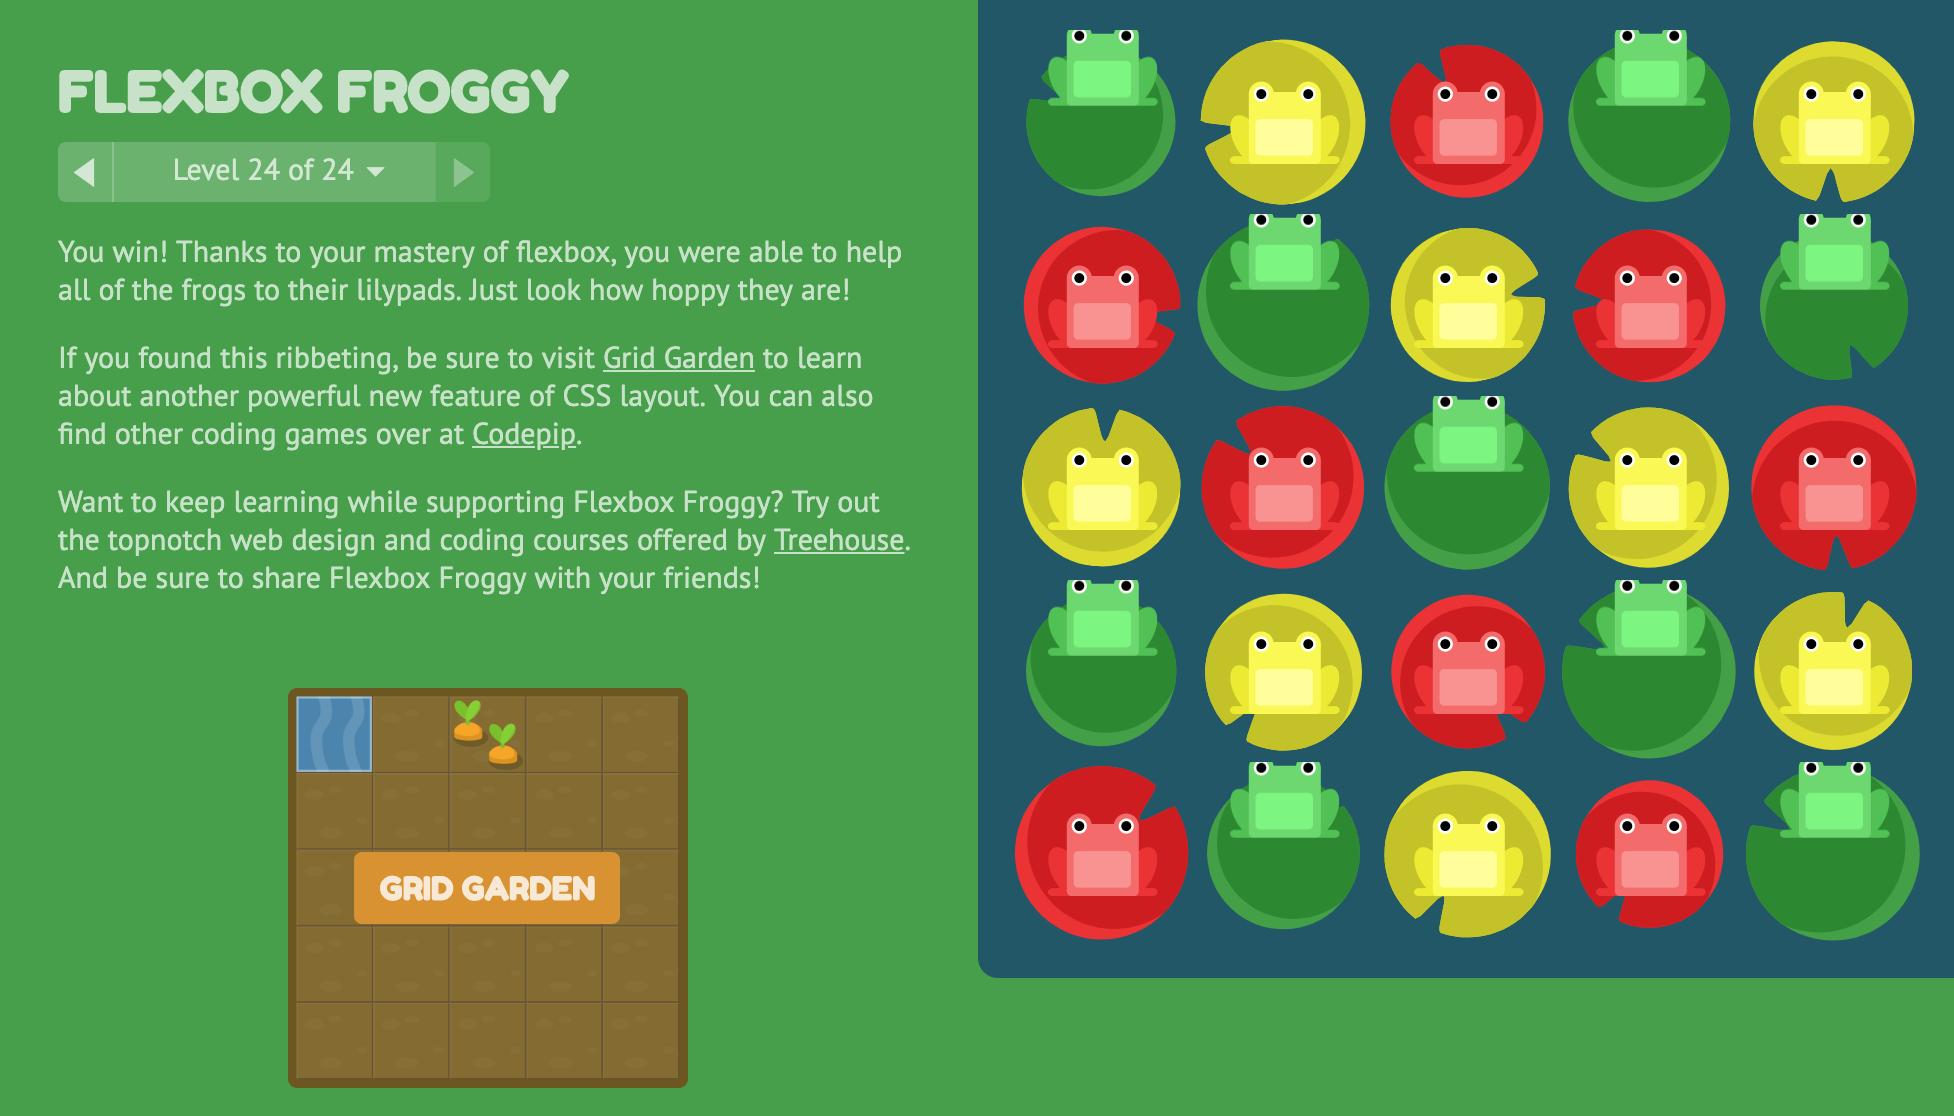 FLEXBOX FROGGY
Level 24 of 24
You win! Thanks to your mastery of flexbox, you were able to help
all of the frogs to their lilypads. Just look how hoppy they are!
If you found this ribbeting, be sure to visit Grid Garden to learn
about another powerful new feature of CSS layout. You can also
find other coding games over at Codepip.
Want to keep learning while supporting Flexbox Froggy? Try out
the topnotch web design and coding courses offered by Treehouse.
And be sure to share Flexbox Froggy with your friends!
GRID GARDEN